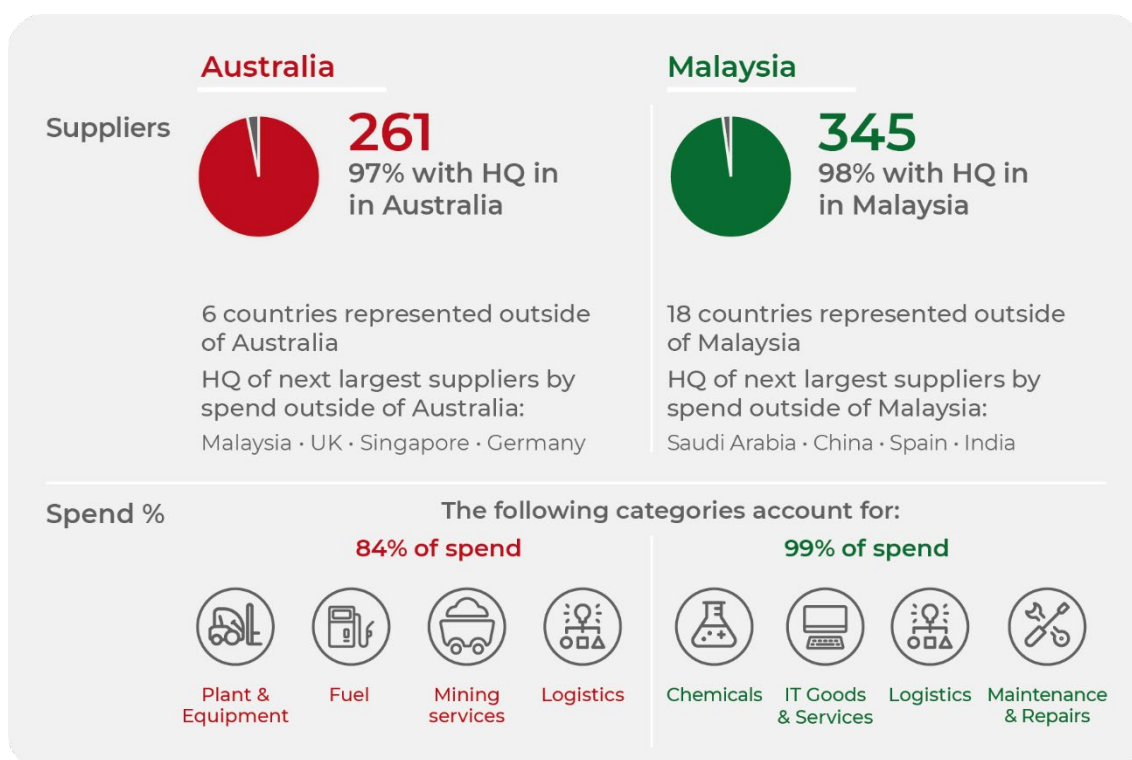 Australia
Malaysia
Suppliers
261
97% with HQ in
in Australia
345
98% with HQ in
in Malaysia
6 countries represented outside
of Australia
HQ of next largest suppliers by
spend outside of Australia:
Malaysia • UK • Singapore • Germany
18 countries represented outside
of Malaysia
HQ of next largest suppliers by
spend outside of Malaysia:
Saudi Arabia • China • Spain • India
Spend %
The following categories account for:
84% of spend
99% of spend
Plant &
Equipment
Fuel
Mining
services
Logistics
Chemicals
IT Goods
& Services
Logistics
Maintenance
& Repairs